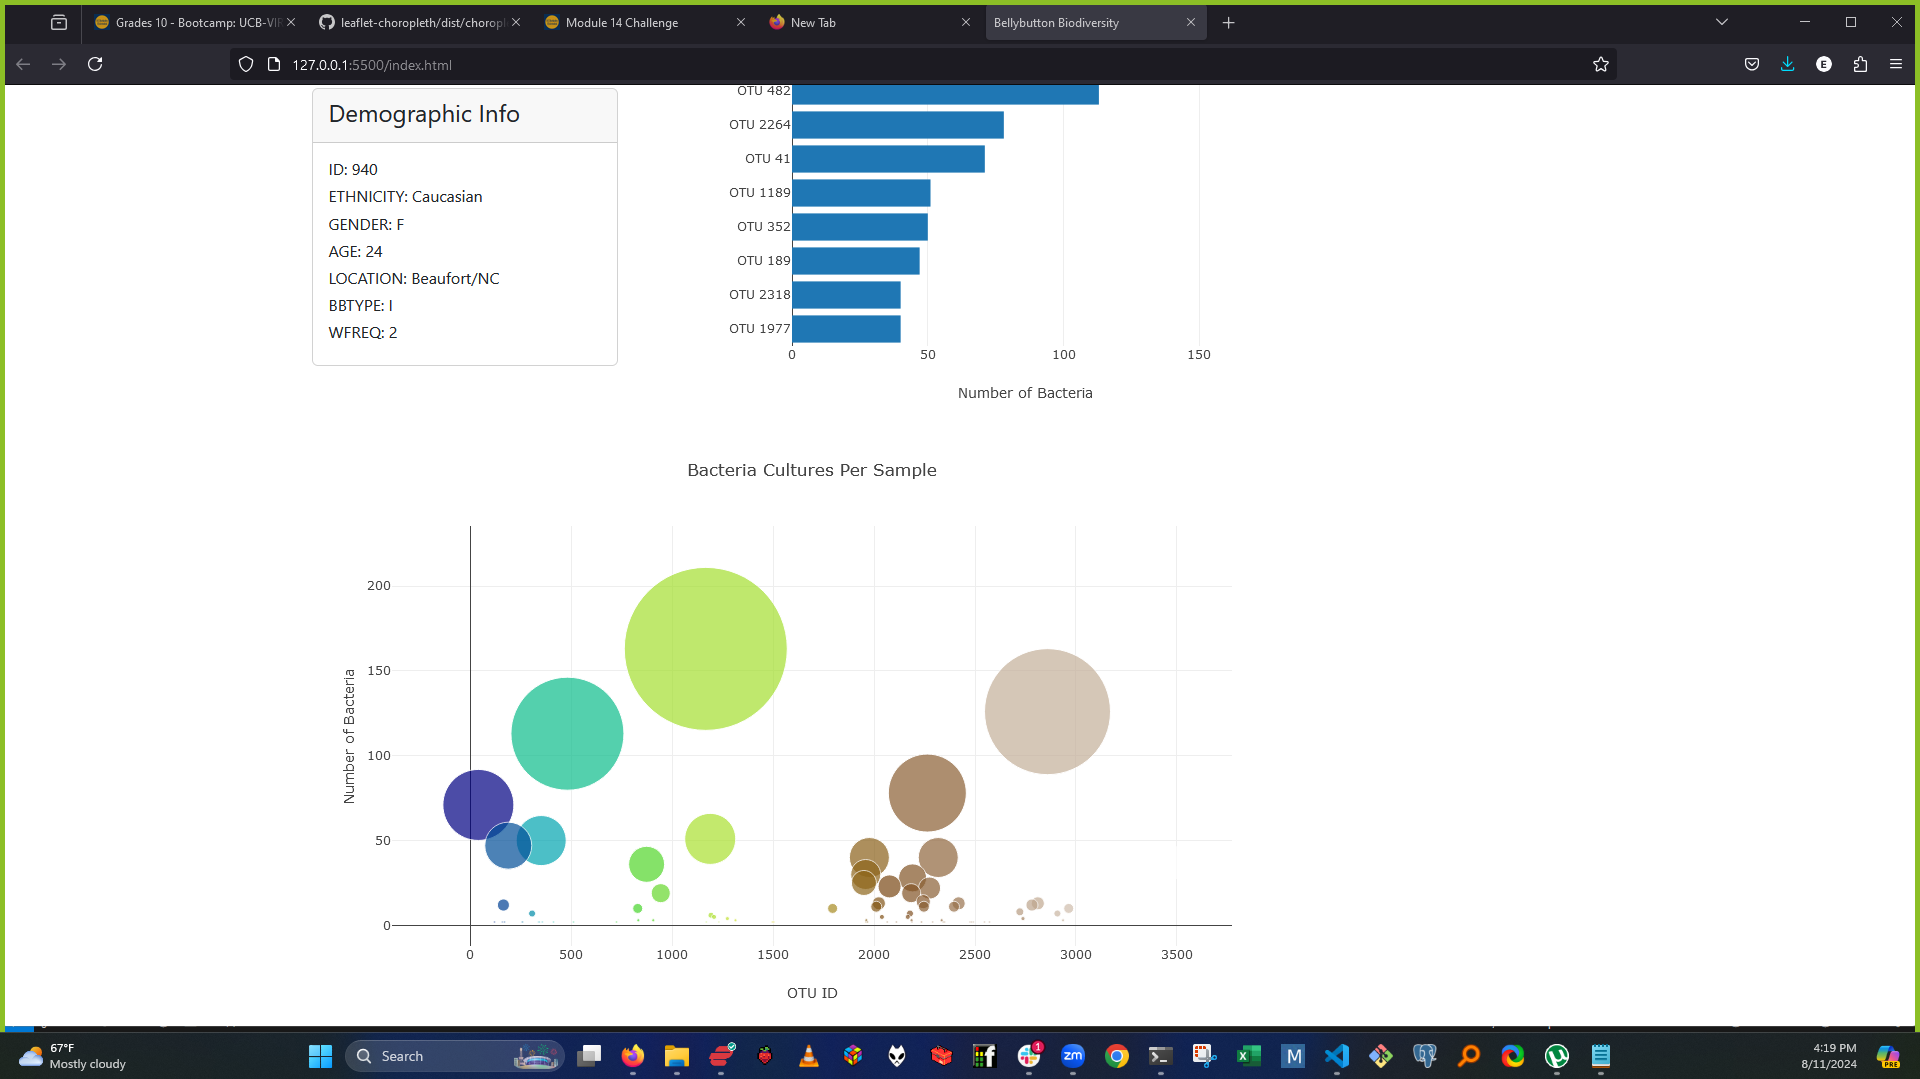 Grades 10 - Bootcamp: UCB-VIR
leaflet-choropleth/dist/choropl
Module 14 Challenge
New Tab
Bellybutton Biodiversity
127.0.0.1:5500/index.html
E
Demographic Info
ID: 940
ETHNICITY: Caucasian
GENDER: F
AGE: 24
LOCATION: Beaufort/NC
BBTYPE: I
WFREQ: 2
OTU 482
OTU 2264
OTU 41
OTU 1189
OTU 352
OTU 189
OTU 2318
OTU 1977
0 50 100 150
Number of Bacteria
Bacteria Cultures Per Sample
200
150
100
50
0
Number of Bacteria
0 500 1000 1500 2000 2500 3000 3500
OTU ID
67°F
Mostly cloudy
Search
f
1
zm
M
4:19 PM
8/11/2024
PRE